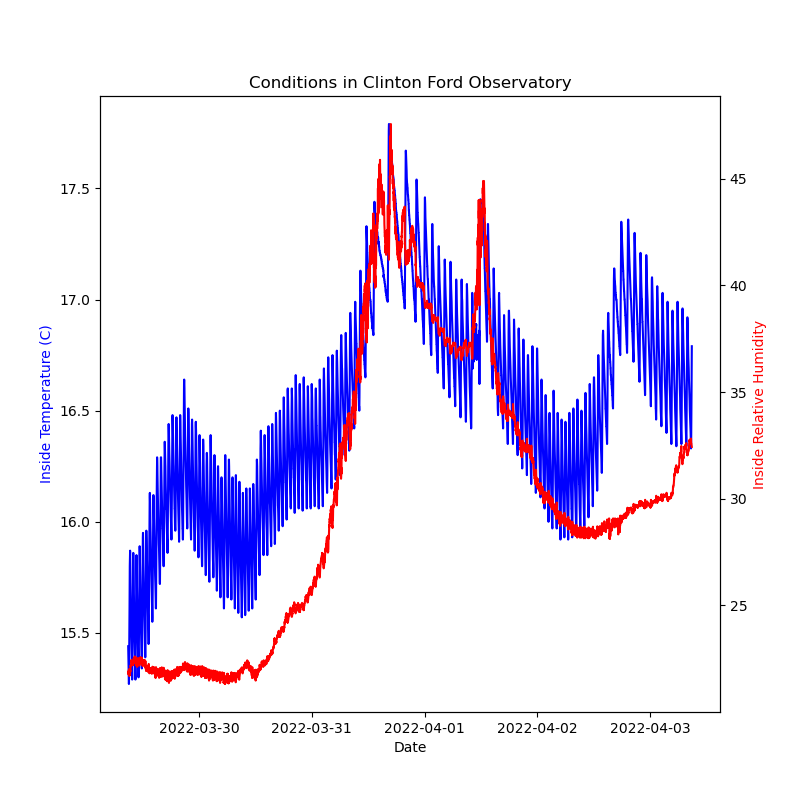 Conditions in Clinton Ford Observatory
17.5
17.0
16.5
16.0
15.5
Inside Temperature (C)
45
40
35
30
25
Inside Relative Humidity
2022-03-30 2022-03-31 2022-04-01 2022-04-02 2022-04-03
Date